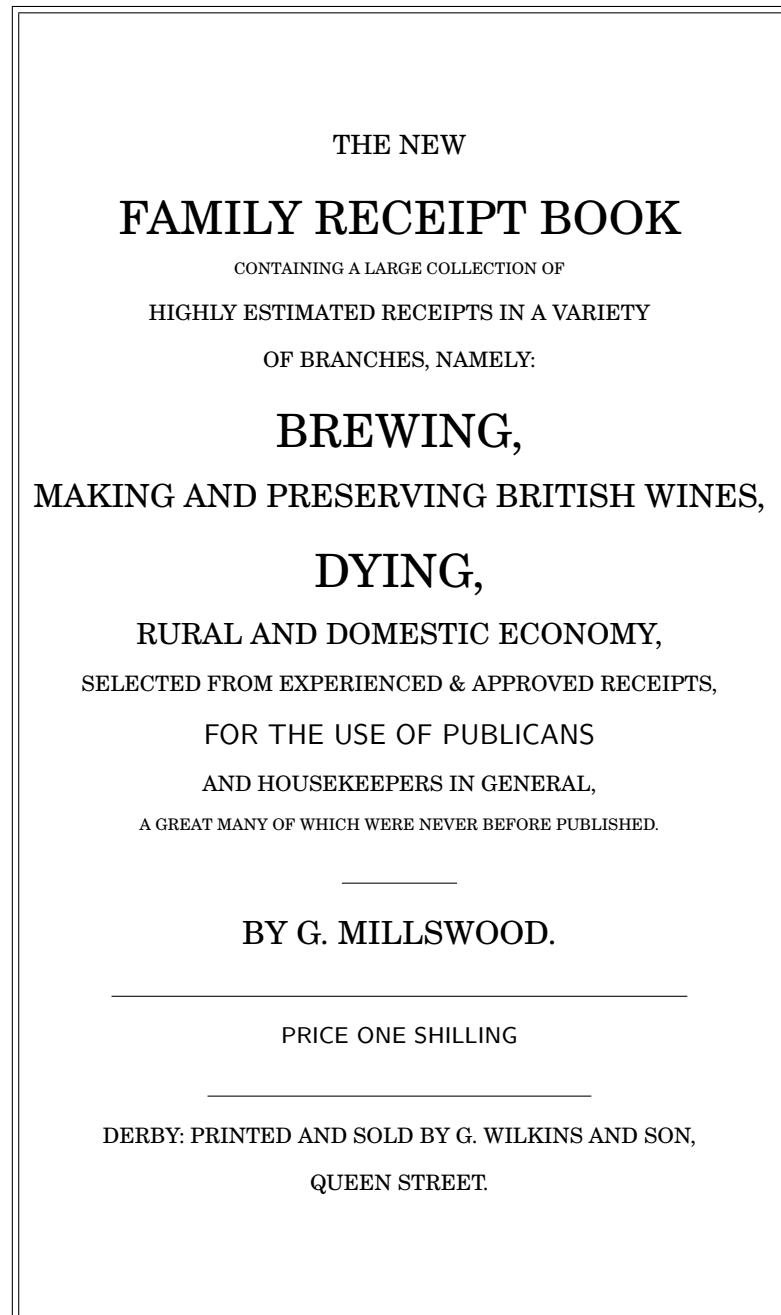 THE NEW
FAMILY RECEIPT BOOK
CONTAINING A LARGE COLLECTION OF
HIGHLY ESTIMATED RECEIPTS IN A VARIETY
OF BRANCHES, NAMELY:
BREWING,
MAKING AND PRESERVING BRITISH WINES,
DYING,
RURAL AND DOMESTIC ECONOMY,
SELECTED FROM EXPERIENCED & APPROVED RECEIPTS,
FOR THE USE OF PUBLICANS
AND HOUSEKEEPERS IN GENERAL,
A GREAT MANY OF WHICH WERE NEVER BEFORE PUBLISHED.
BY G. MILLSWOOD.
PRICE ONE SHILLING
DERBY: PRINTED AND SOLD BY G. WILKINS AND SON,
QUEEN STREET.